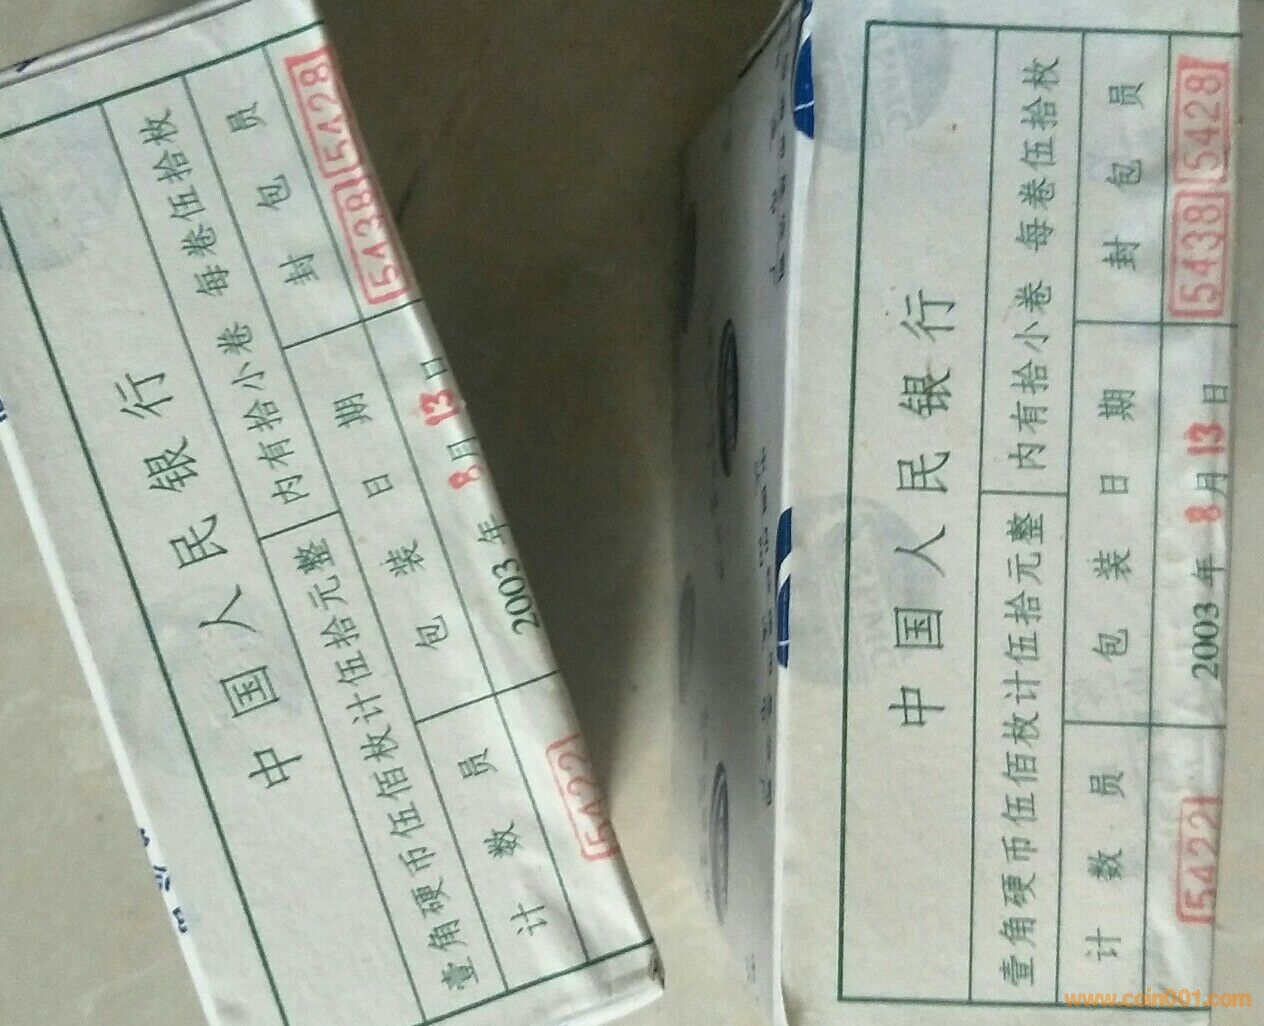 中国人民银行
壹角硬币伍佰枚计伍拾元整
内有拾小卷 每卷伍拾枚
计数员
包装日期
封包员
5422
2003年8月13日
5438
5428
中国人民银行
壹角硬币伍佰枚计伍拾元整
内有拾小卷 每卷伍拾枚
计数员
包装日期
封包员
5422
2003年8月13日
5438
5428
www.coin001.com